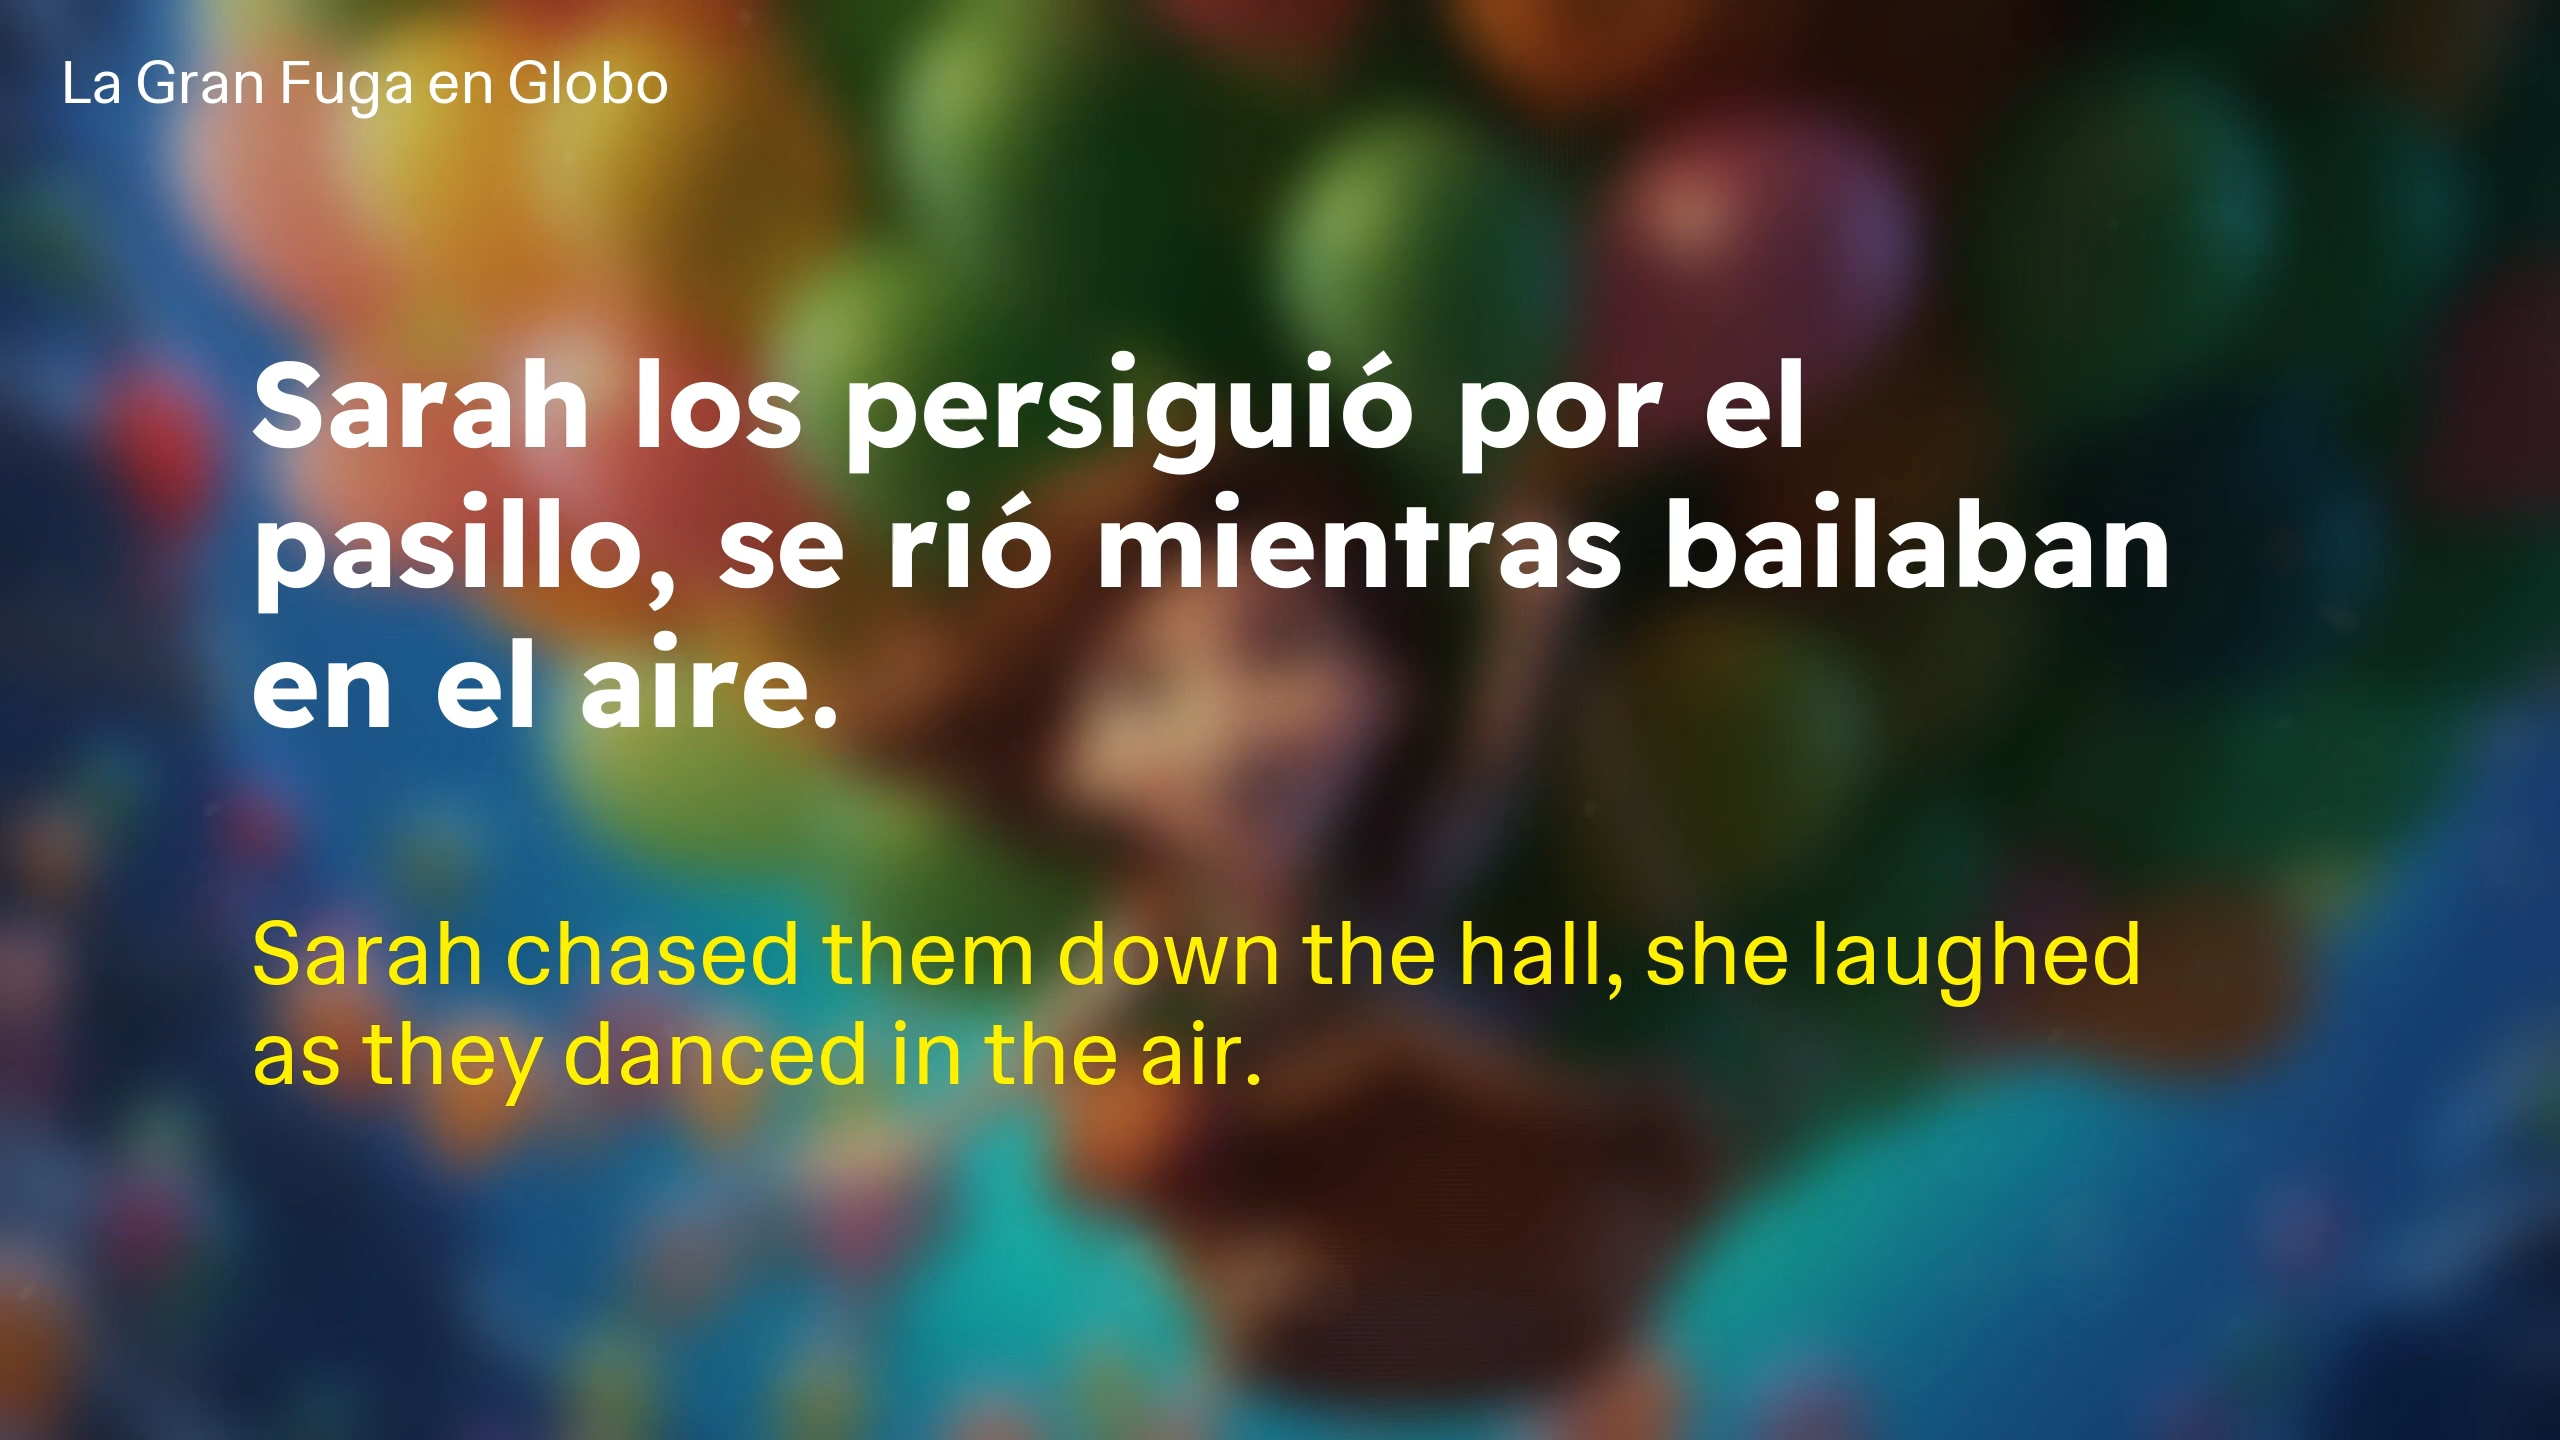 La Gran Fuga en Globo
Sarah los persiguió por el
pasillo, se rió mientras bailaban
en el aire.
Sarah chased them down the hall, she laughed
as they danced in the air.